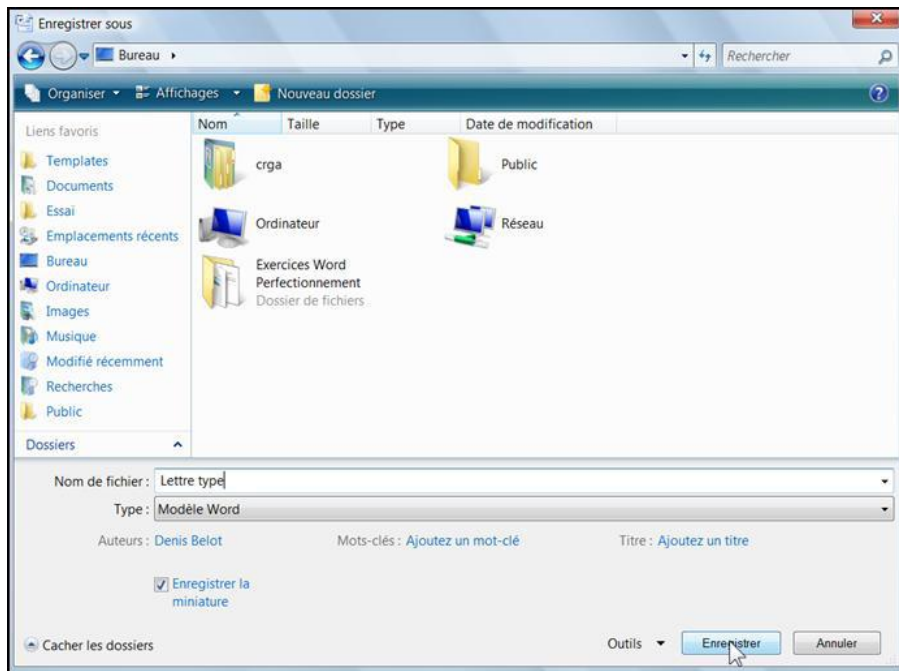 Enregistrer sous
Bureau
Rechercher
Organiser Affichages Nouveau dossier
Liens favoris
Templates
Documents
Essai
Emplacements récents
Bureau
Ordinateur
Images
Musique
Modifié récemment
Recherches
Public
Dossiers
Nom Taille Type Date de modification
crga Public
Ordinateur Réseau
Exercices Word
Perfectionnement
Dossier de fichiers
Nom de fichier : Lettre type
Type : Modèle Word
Auteurs : Denis Belot Mots-clés : Ajoutez un mot-clé Titre : Ajoutez un titre
Enregistrer la
miniature
Cacher les dossiers Outils Enregistrer Annuler